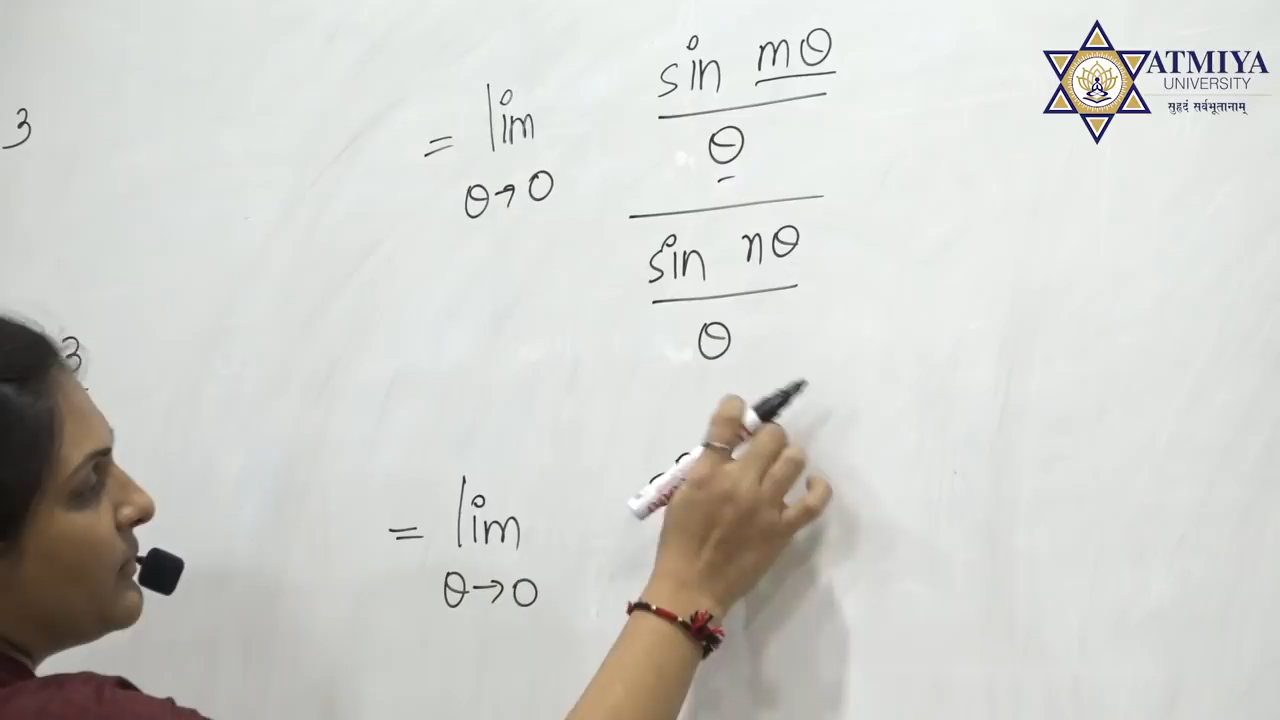 ATMIYA
UNIVERSITY
सुहृदं सर्वभूतानाम्
3
= lim θ→0
sin mθ
θ
sin nθ
θ
3
= lim
θ→0